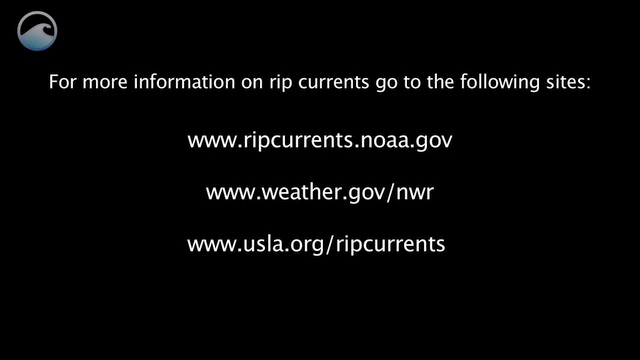 For more information on rip currents go to the following sites:
www.ripcurrents.noaa.gov
www.weather.gov/nwr
www.usla.org/ripcurrents